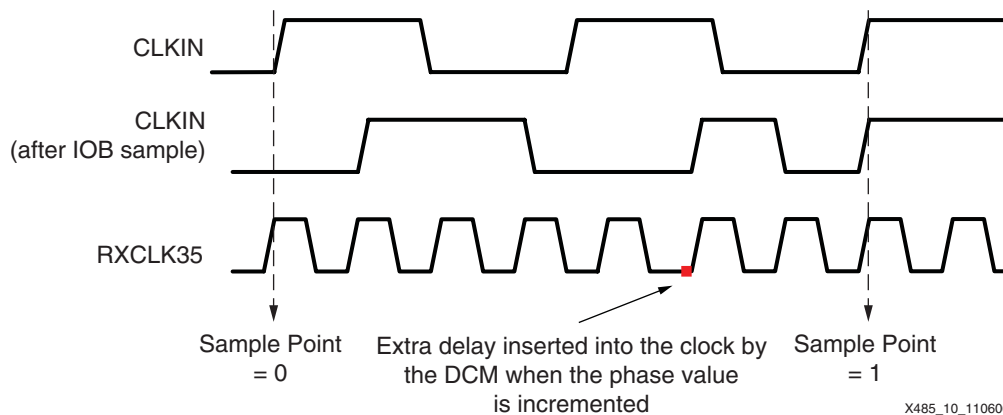 CLKIN
CLKIN
(after IOB sample)
RXCLK35
Sample Point
= 0
Extra delay inserted into the clock by
the DCM when the phase value
is incremented
Sample Point
= 1
X485_10_11060